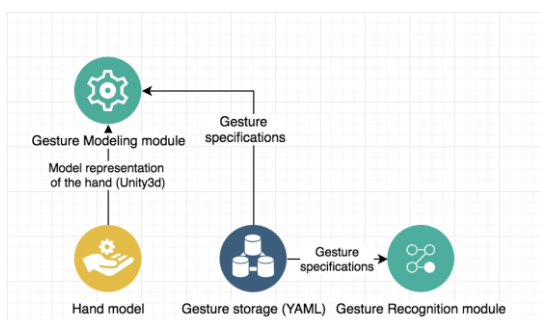 Gesture Modeling module
Gesture
specifications
Model representation
of the hand (Unity3d)
Gesture
specifications
Hand model
Gesture storage (YAML)
Gesture Recognition module